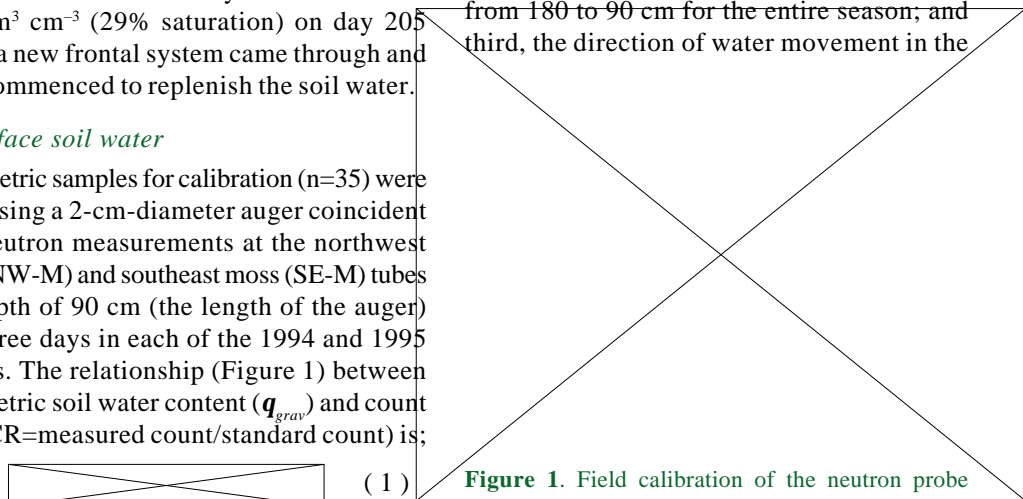 m³ cm⁻³ (29% saturation) on day 205
a new frontal system came through and
ommenced to replenish the soil water.
face soil water
etric samples for calibration (n=35) were
sing a 2-cm-diameter auger coincident
eutron measurements at the northwest
NW-M) and southeast moss (SE-M) tubes
pth of 90 cm (the length of the auger)
ree days in each of the 1994 and 1995
s. The relationship (Figure 1) between
etric soil water content (q_grav) and count
CR=measured count/standard count) is;
(1)
from 180 to 90 cm for the entire season; and
third, the direction of water movement in the
Figure 1. Field calibration of the neutron probe